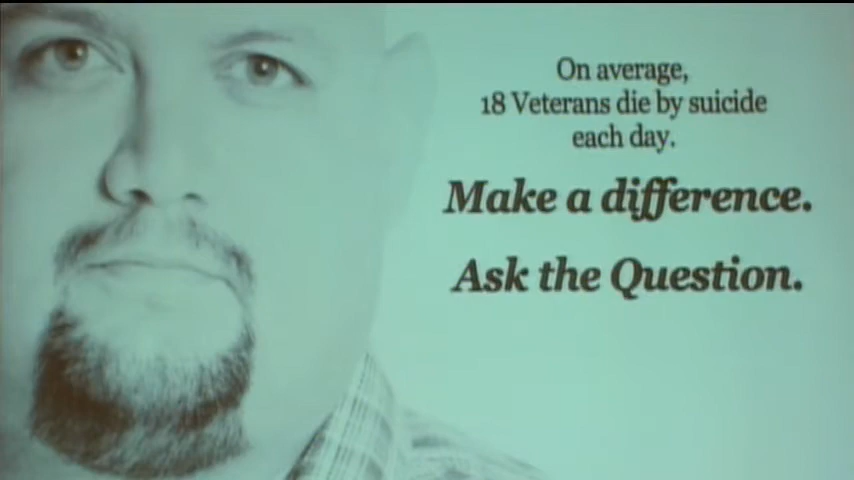 On average,
18 Veterans die by suicide
each day.
Make a difference.
Ask the Question.